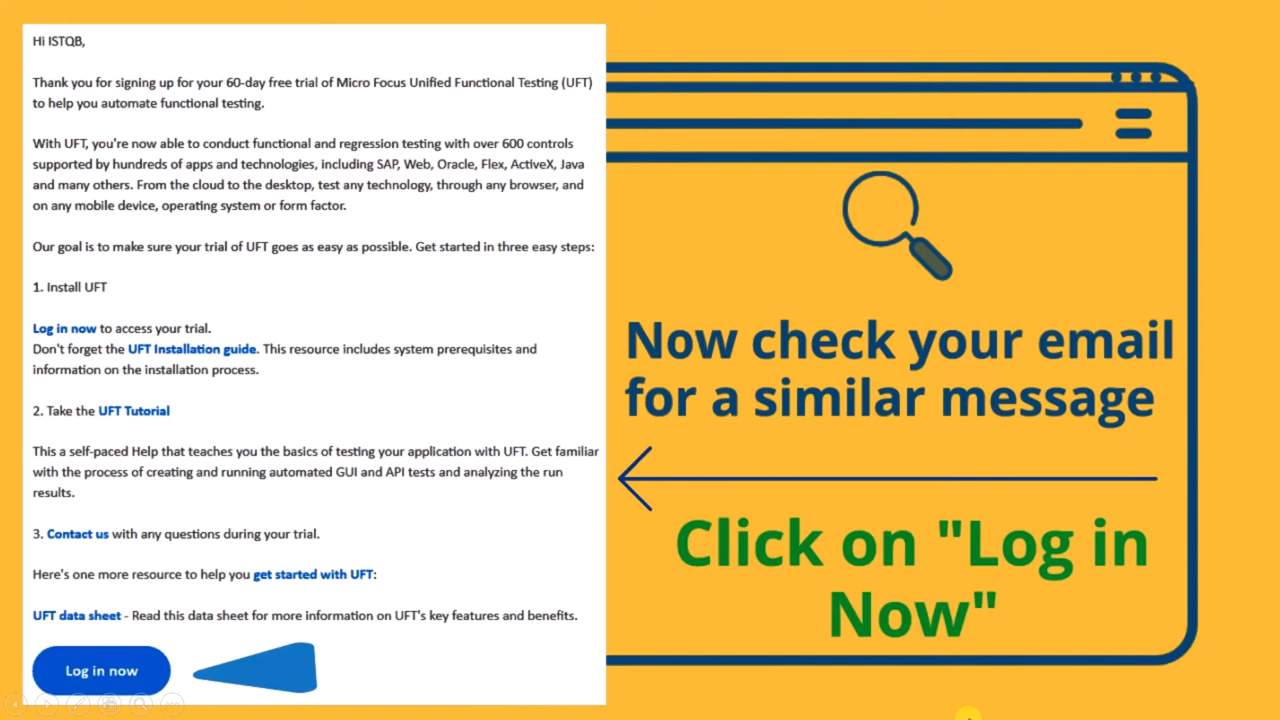 Hi ISTQB,
Thank you for signing up for your 60-day free trial of Micro Focus Unified Functional Testing (UFT)
to help you automate functional testing.
With UFT, you're now able to conduct functional and regression testing with over 600 controls
supported by hundreds of apps and technologies, including SAP, Web, Oracle, Flex, ActiveX, Java
and many others. From the cloud to the desktop, test any technology, through any browser, and
on any mobile device, operating system or form factor.
Our goal is to make sure your trial of UFT goes as easy as possible. Get started in three easy steps:
1. Install UFT
Log in now to access your trial.
Don't forget the UFT Installation guide. This resource includes system prerequisites and
information on the installation process.
2. Take the UFT Tutorial
This a self-paced Help that teaches you the basics of testing your application with UFT. Get familiar
with the process of creating and running automated GUI and API tests and analyzing the run
results.
3. Contact us with any questions during your trial.
Here's one more resource to help you get started with UFT:
UFT data sheet - Read this data sheet for more information on UFT's key features and benefits.
Log in now
Now check your email
for a similar message
Click on "Log in
Now"